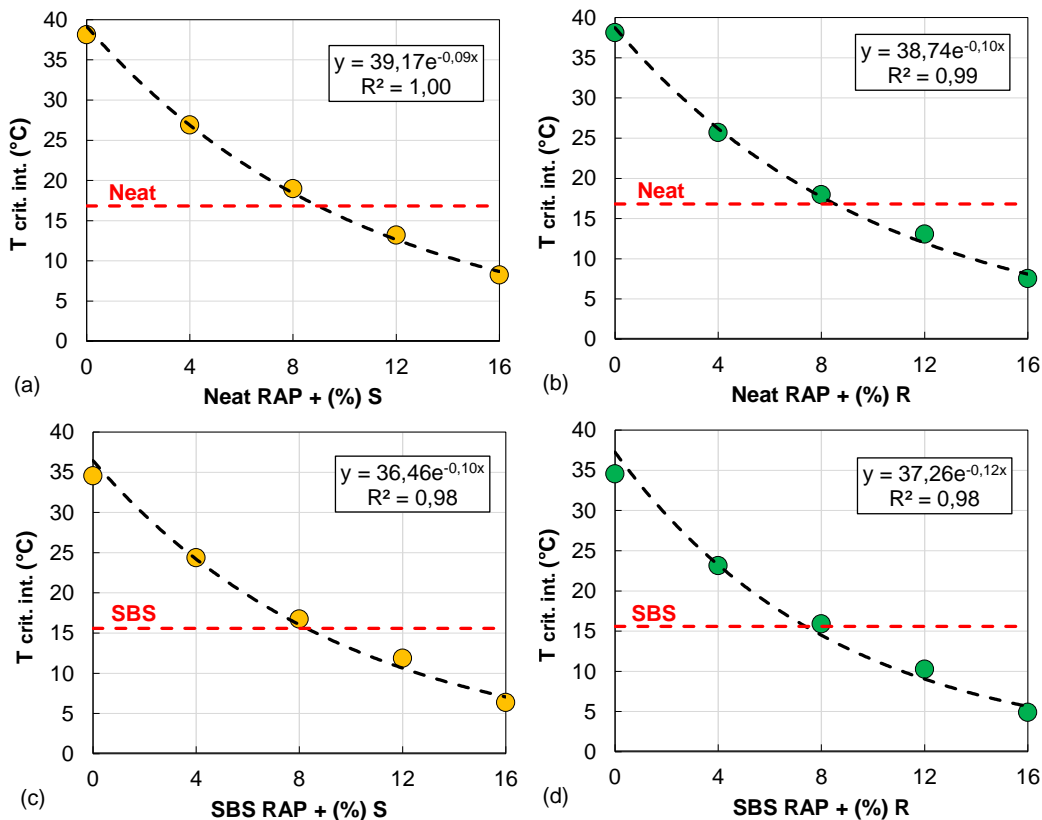 40
35
30
25
20
15
10
5
0
T crit. int. (°C)
y = 39,17e^-0,09x
R² = 1,00
Neat
0 4 8 12 16
(a)
Neat RAP + (%) S
40
35
30
25
20
15
10
5
0
T crit. int. (°C)
y = 38,74e^-0,10x
R² = 0,99
Neat
0 4 8 12 16
(b)
Neat RAP + (%) R
40
35
30
25
20
15
10
5
0
T crit. int. (°C)
y = 36,46e^-0,10x
R² = 0,98
SBS
0 4 8 12 16
(c)
SBS RAP + (%) S
40
35
30
25
20
15
10
5
0
T crit. int. (°C)
y = 37,26e^-0,12x
R² = 0,98
SBS
0 4 8 12 16
(d)
SBS RAP + (%) R